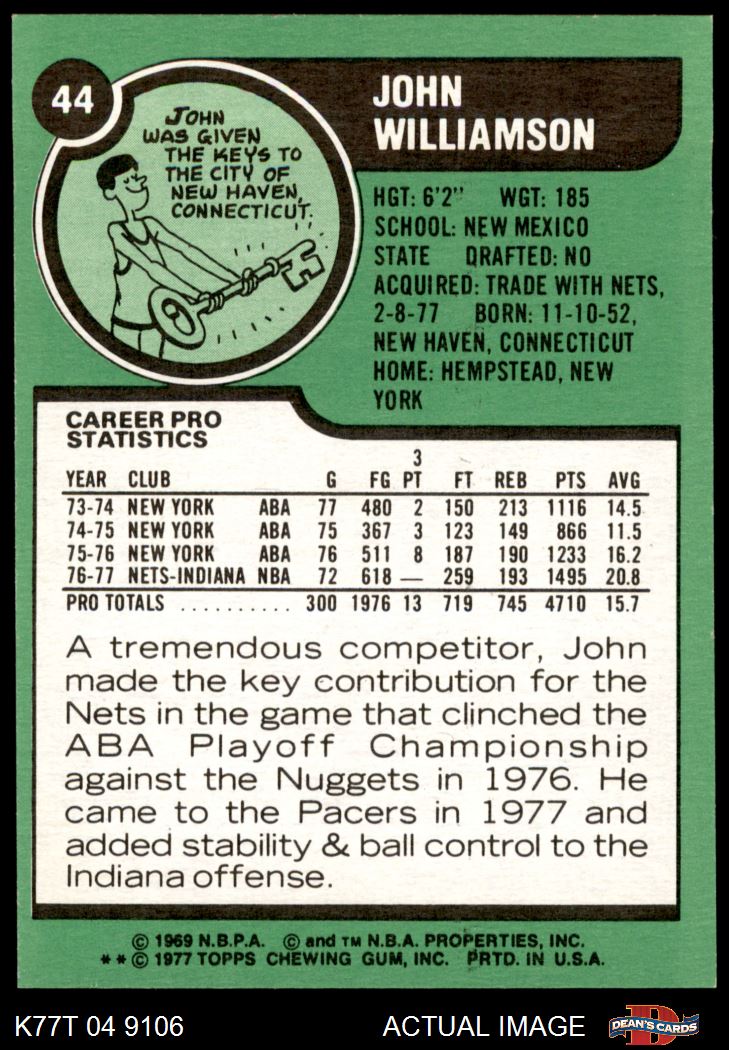 44
JOHN
WAS GIVEN
THE KEYS TO
THE CITY OF
NEW HAVEN,
CONNECTICUT.
JOHN
WILLIAMSON
HGT: 6'2" WGT: 185
SCHOOL: NEW MEXICO
STATE DRAFTED: NO
ACQUIRED: TRADE WITH NETS,
2-8-77 BORN: 11-10-52,
NEW HAVEN, CONNECTICUT
HOME: HEMPSTEAD, NEW
YORK
CAREER PRO
STATISTICS
YEAR CLUB G FG 3 PT FT REB PTS AVG
73-74 NEW YORK ABA 77 480 2 150 213 1116 14.5
74-75 NEW YORK ABA 75 367 3 123 149 866 11.5
75-76 NEW YORK ABA 76 511 8 187 190 1233 16.2
76-77 NETS-INDIANA NBA 72 618 — 259 193 1495 20.8
PRO TOTALS .......... 300 1976 13 719 745 4710 15.7
A tremendous competitor, John
made the key contribution for the
Nets in the game that clinched the
ABA Playoff Championship
against the Nuggets in 1976. He
came to the Pacers in 1977 and
added stability & ball control to the
Indiana offense.
© 1969 N.B.P.A. © and TM N.B.A. PROPERTIES, INC.
**© 1977 TOPPS CHEWING GUM, INC. PRTD. IN U.S.A.
K77T 04 9106 ACTUAL IMAGE DEAN'S CARDS